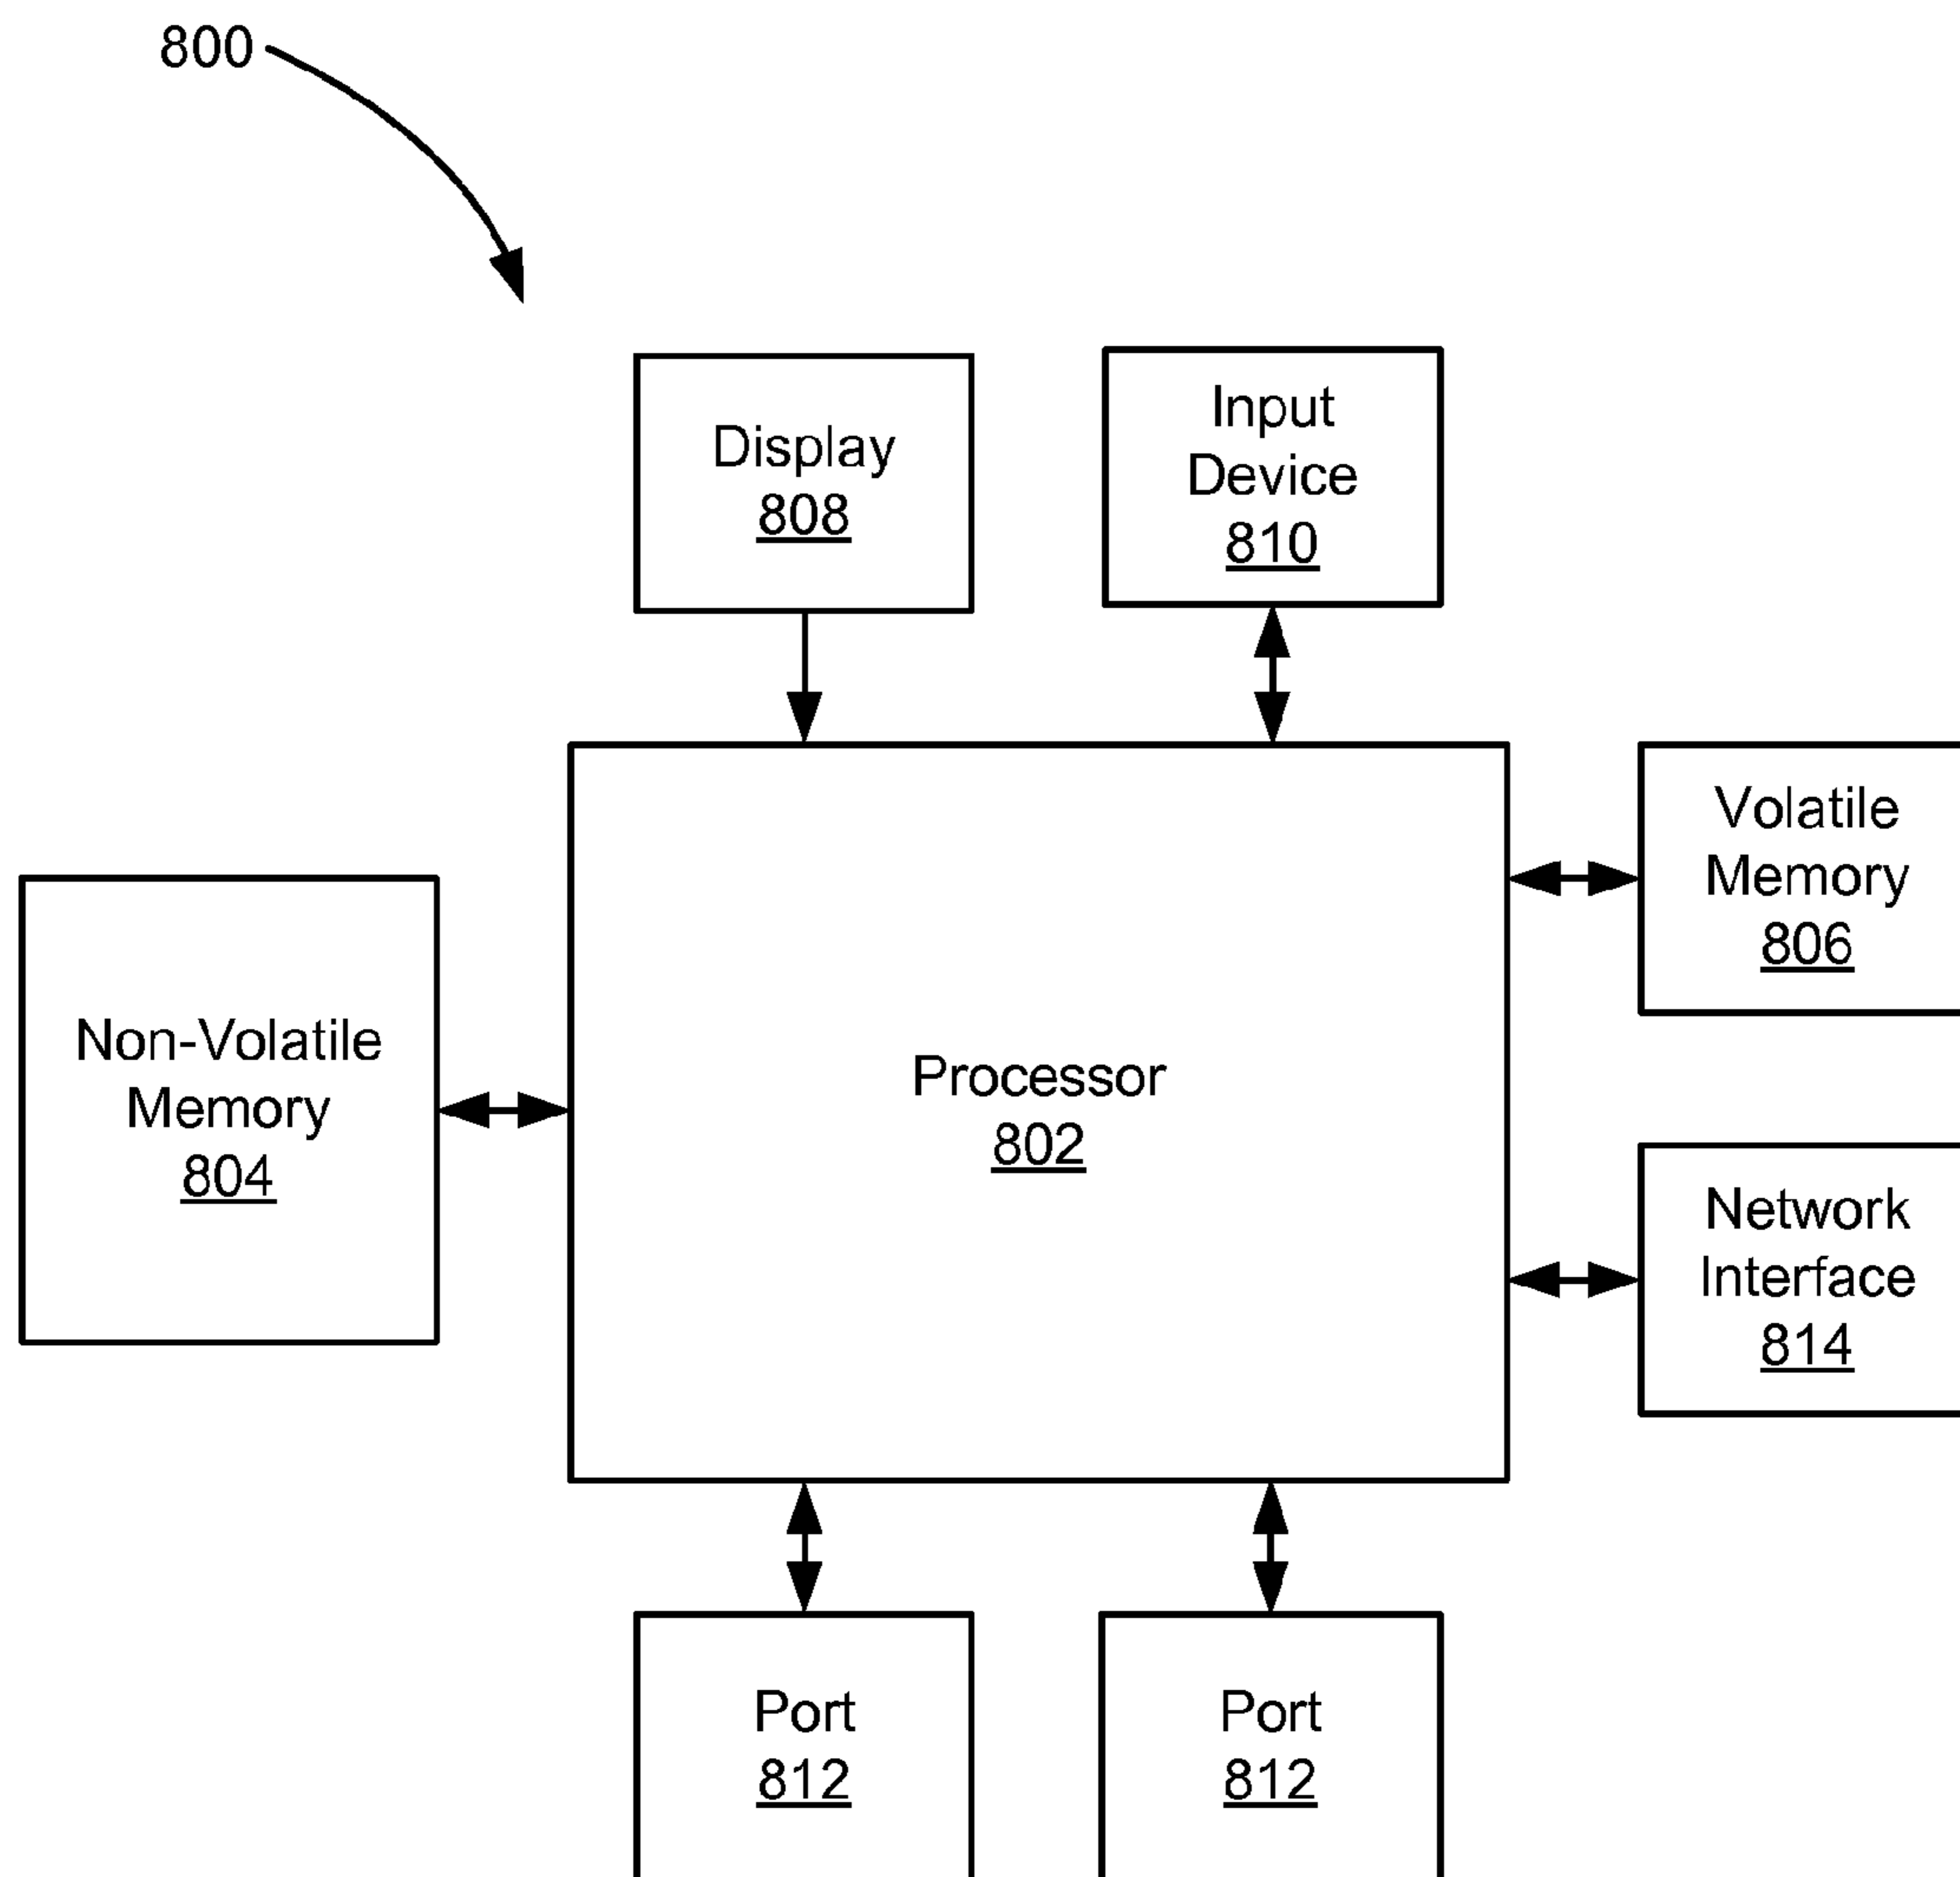 800
Display
808
Input
Device
810
Volatile
Memory
806
Non-Volatile
Memory
804
Processor
802
Network
Interface
814
Port
812
Port
812